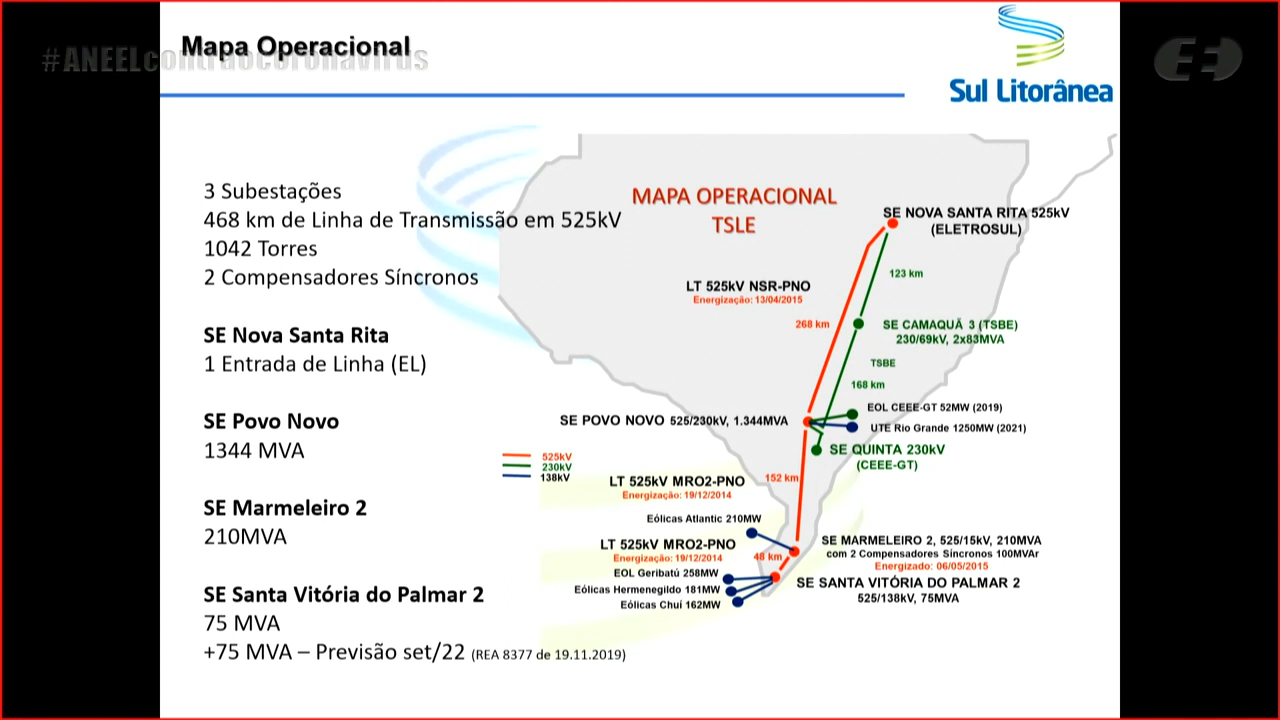 Mapa Operacional
#ANEELcontraocoronavirus
Sul Litorânea
3 Subestações
468 km de Linha de Transmissão em 525kV
1042 Torres
2 Compensadores Síncronos
SE Nova Santa Rita
1 Entrada de Linha (EL)
SE Povo Novo
1344 MVA
SE Marmeleiro 2
210MVA
SE Santa Vitória do Palmar 2
75 MVA
+75 MVA – Previsão set/22 (REA 8377 de 19.11.2019)
MAPA OPERACIONAL
TSLE
SE NOVA SANTA RITA 525kV
(ELETROSUL)
123 km
LT 525kV NSR-PNO
Energização: 13/04/2015
268 km
SE CAMAQUÃ 3 (TSBE)
230/69kV, 2x83MVA
TSBE
168 km
EOL CEEE-GT 52MW (2019)
SE POVO NOVO 525/230kV, 1.344MVA
UTE Rio Grande 1250MW (2021)
SE QUINTA 230kV
(CEEE-GT)
525kV
230kV
138kV
152 km
LT 525kV MRO2-PNO
Energização: 19/12/2014
Eólicas Atlantic 210MW
LT 525kV MRO2-PNO
Energização: 19/12/2014
48 km
SE MARMELEIRO 2, 525/15kV, 210MVA
com 2 Compensadores Síncronos 100MVAr
Energizado: 06/05/2015
EOL Geribatú 258MW
Eólicas Hermenegildo 181MW
Eólicas Chuí 162MW
SE SANTA VITÓRIA DO PALMAR 2
525/138kV, 75MVA